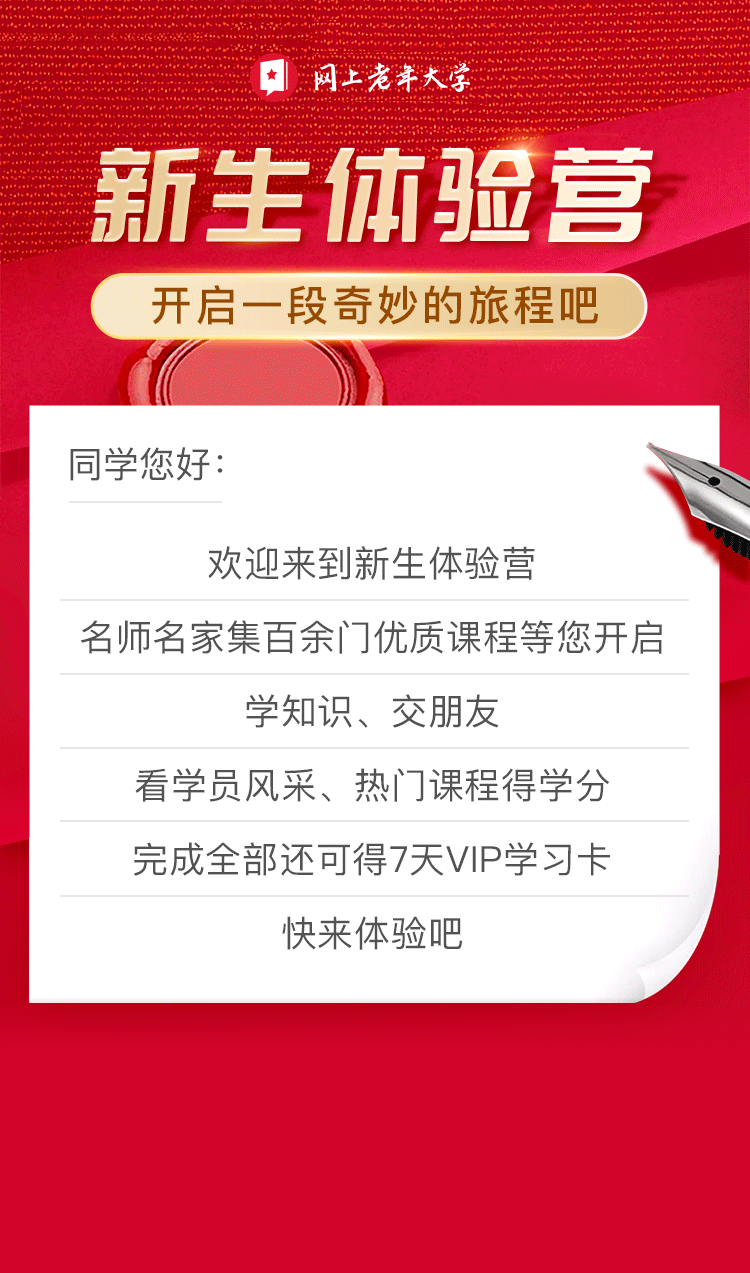 网上老年大学
新生体验营
开启一段奇妙的旅程吧
同学您好：
欢迎来到新生体验营
名师名家集百余门优质课程等您开启
学知识、交朋友
看学员风采、热门课程得学分
完成全部还可得7天VIP学习卡
快来体验吧